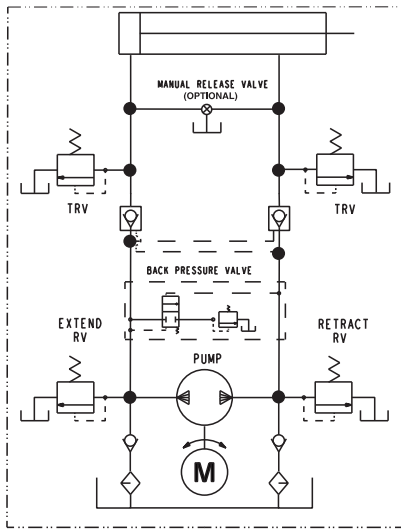 MANUAL RELEASE VALVE
(OPTIONAL)
TRV
TRV
BACK PRESSURE VALVE
EXTEND
RV
RETRACT
RV
PUMP
M